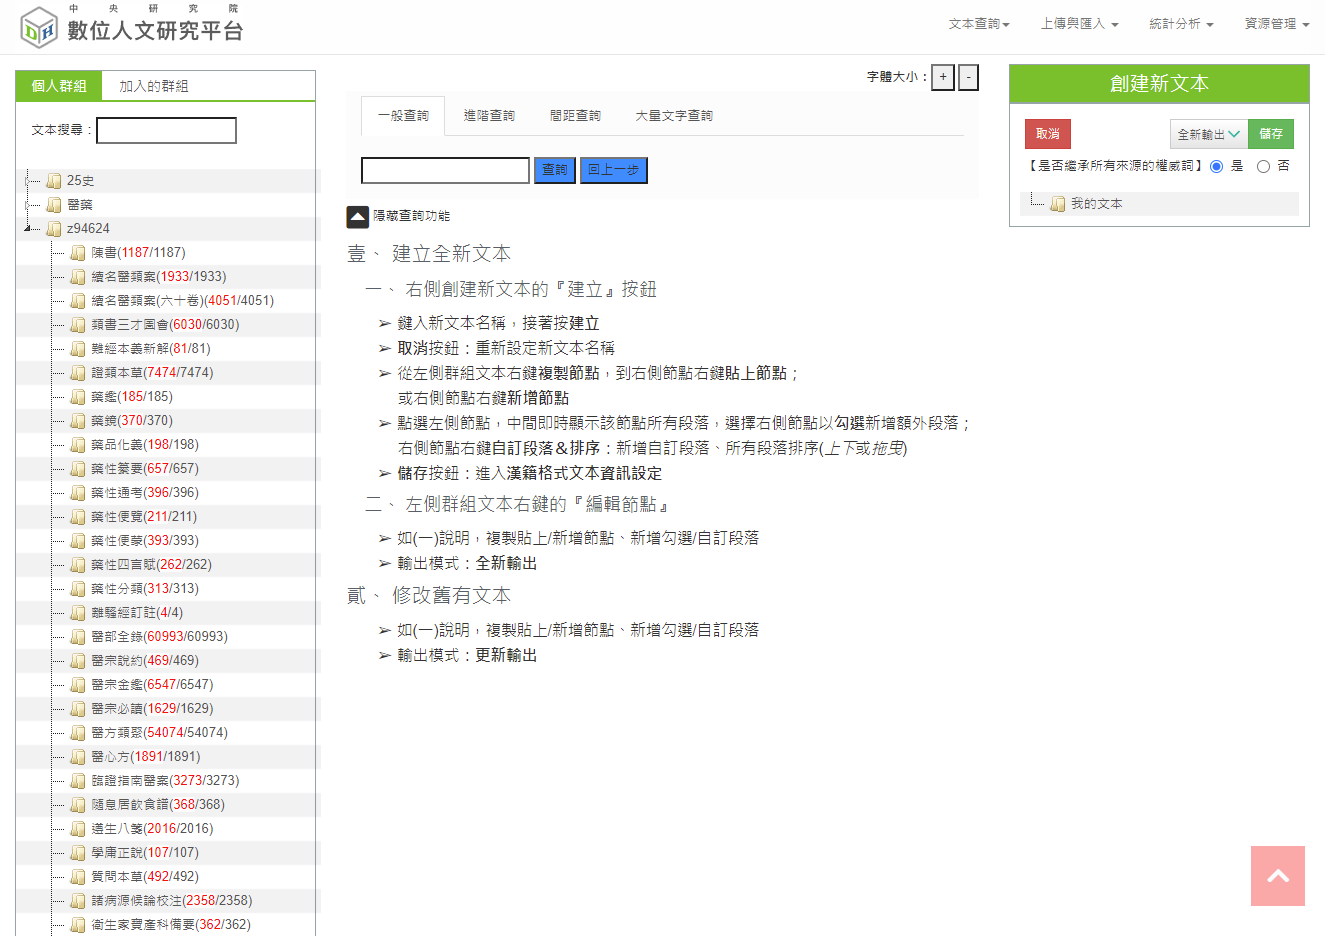 中央研究院
數位人文研究平台
文本查詢 上傳與匯入 統計分析 資源管理
個人群組 加入的群組
文本搜尋：
25史
醫藥
z94624
陳書(1187/1187)
續名醫類案(1933/1933)
續名醫類案(六十卷)(4051/4051)
類書三才圖會(6030/6030)
難經本義新解(81/81)
證類本草(7474/7474)
藥鑑(185/185)
藥鏡(370/370)
藥品化義(198/198)
藥性纂要(657/657)
藥性通考(396/396)
藥性便覽(211/211)
藥性便蒙(393/393)
藥性四言賦(262/262)
藥性分類(313/313)
離騷經訂註(4/4)
醫部全錄(60993/60993)
醫宗說約(469/469)
醫宗金鑑(6547/6547)
醫宗必讀(1629/1629)
醫方類聚(54074/54074)
醫心方(1891/1891)
臨證指南醫案(3273/3273)
隨息居飲食譜(368/368)
遵生八箋(2016/2016)
學庸正說(107/107)
質問本草(492/492)
諸病源候論校注(2358/2358)
衛生家寶產科備要(362/362)
字體大小： + -
一般查詢 進階查詢 間距查詢 大量文字查詢
查詢 回上一步
隱藏查詢功能
壹、 建立全新文本
一、 右側創建新文本的『建立』按鈕
➢ 鍵入新文本名稱，接著按建立
➢ 取消按鈕：重新設定新文本名稱
➢ 從左側群組文本右鍵複製節點，到右側節點右鍵貼上節點；
或右側節點右鍵新增節點
➢ 點選左側節點，中間即時顯示該節點所有段落，選擇右側節點以勾選新增額外段落；
右側節點右鍵自訂段落＆排序：新增自訂段落、所有段落排序(上下或拖曳)
➢ 儲存按鈕：進入漢籍格式文本資訊設定
二、 左側群組文本右鍵的『編輯節點』
➢ 如(一)說明，複製貼上/新增節點、新增勾選/自訂段落
➢ 輸出模式：全新輸出
貳、 修改舊有文本
➢ 如(一)說明，複製貼上/新增節點、新增勾選/自訂段落
➢ 輸出模式：更新輸出
創建新文本
取消 全新輸出 儲存
【是否繼承所有來源的權威詞】 是 否
我的文本